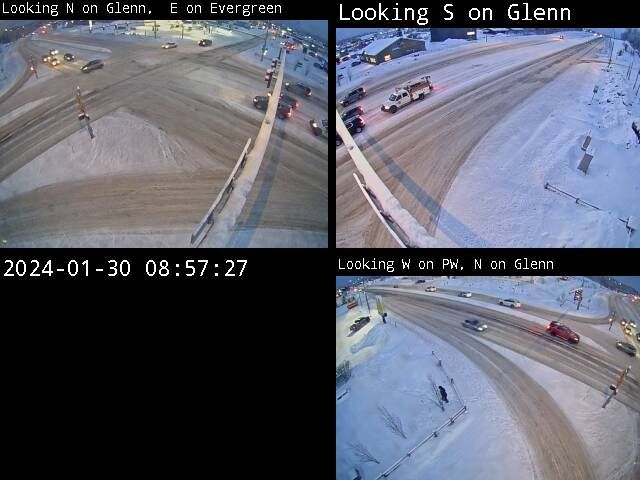 Looking N on Glenn,  E on Evergreen
Looking S on Glenn
2024-01-30 08:57:27
Looking W on PW, N on Glenn